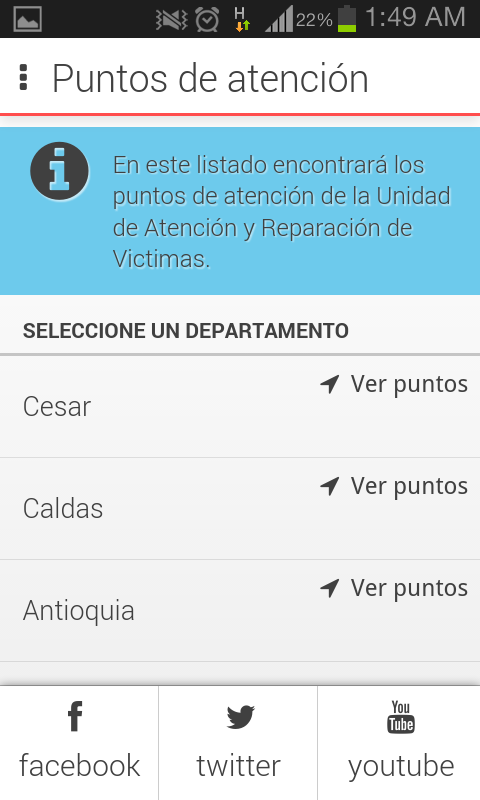 H 22% 1:49 AM
Puntos de atención
En este listado encontrará los
puntos de atención de la Unidad
de Atención y Reparación de
Victimas.
SELECCIONE UN DEPARTAMENTO
Ver puntos
Cesar
Ver puntos
Caldas
Ver puntos
Antioquia
You
Tube
facebook twitter youtube